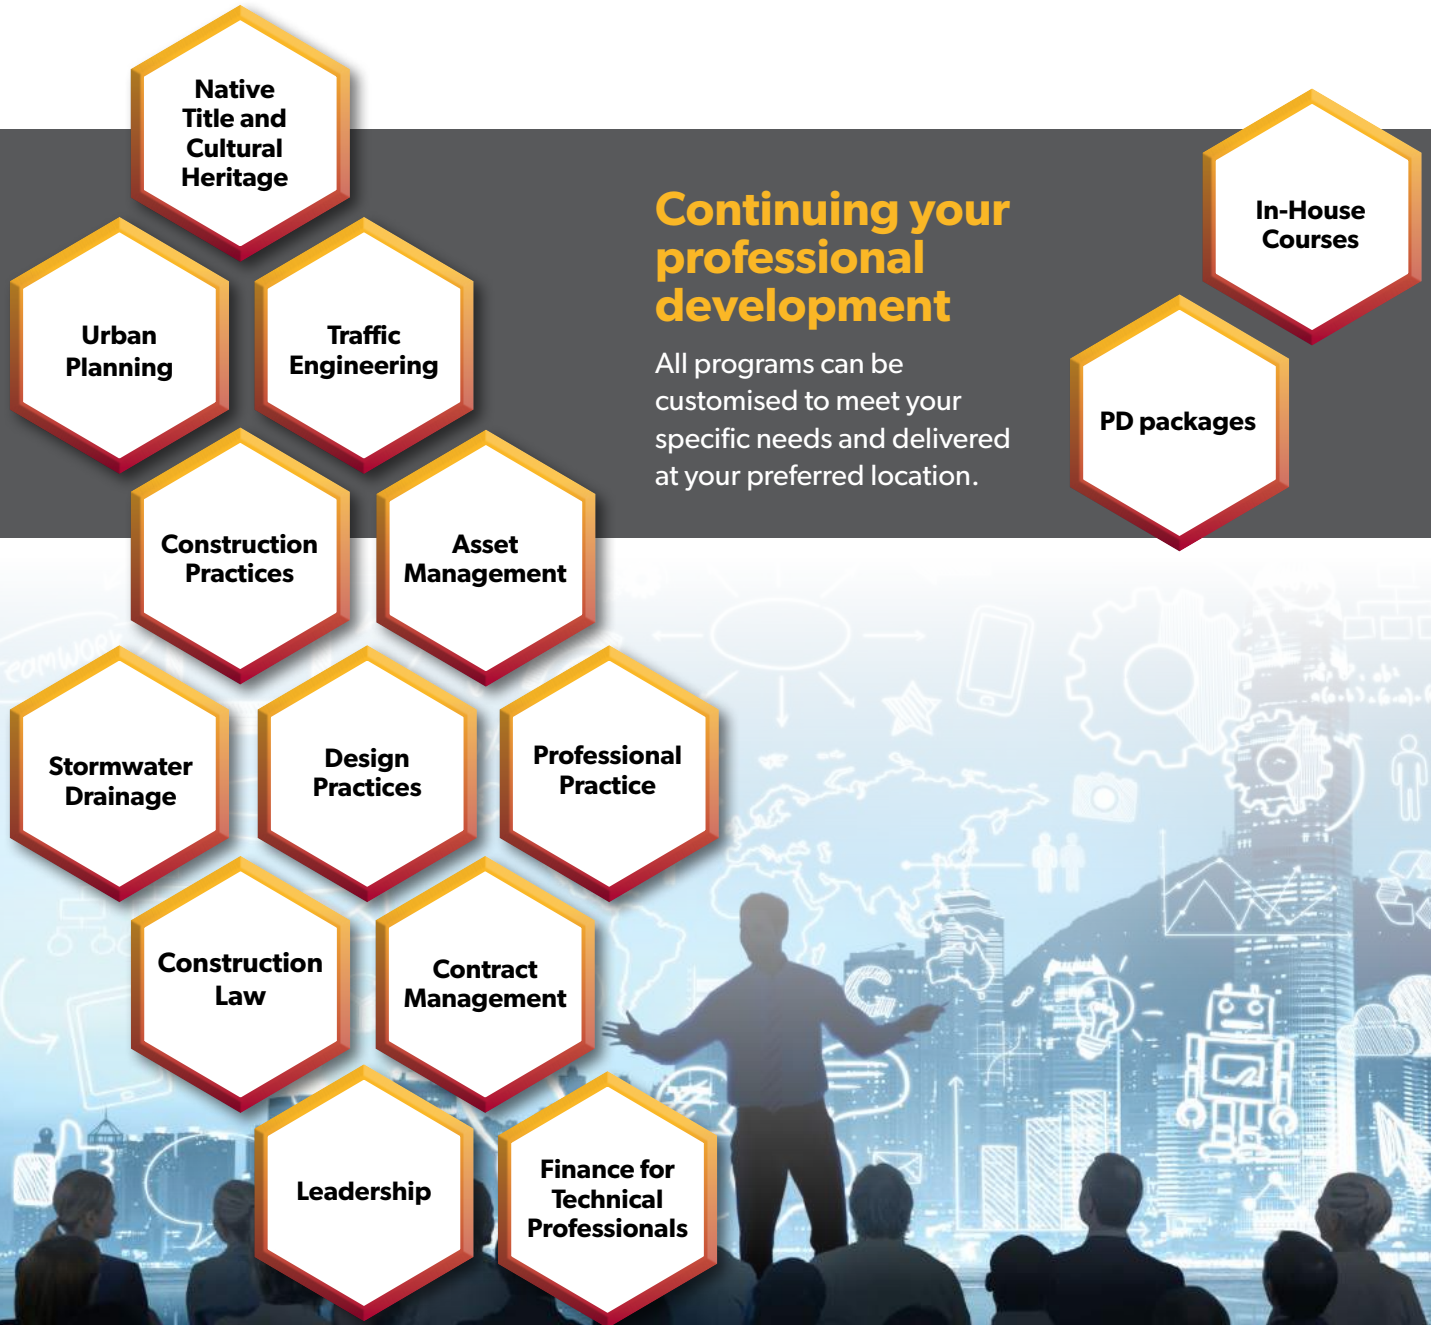 Native
Title and
Cultural
Heritage
Urban
Planning
Traffic
Engineering
Continuing your
professional
development
All programs can be
customised to meet your
specific needs and delivered
at your preferred location.
In-House
Courses
PD packages
Construction
Practices
Asset
Management
Stormwater
Drainage
Design
Practices
Professional
Practice
Construction
Law
Contract
Management
Leadership
Finance for
Technical
Professionals